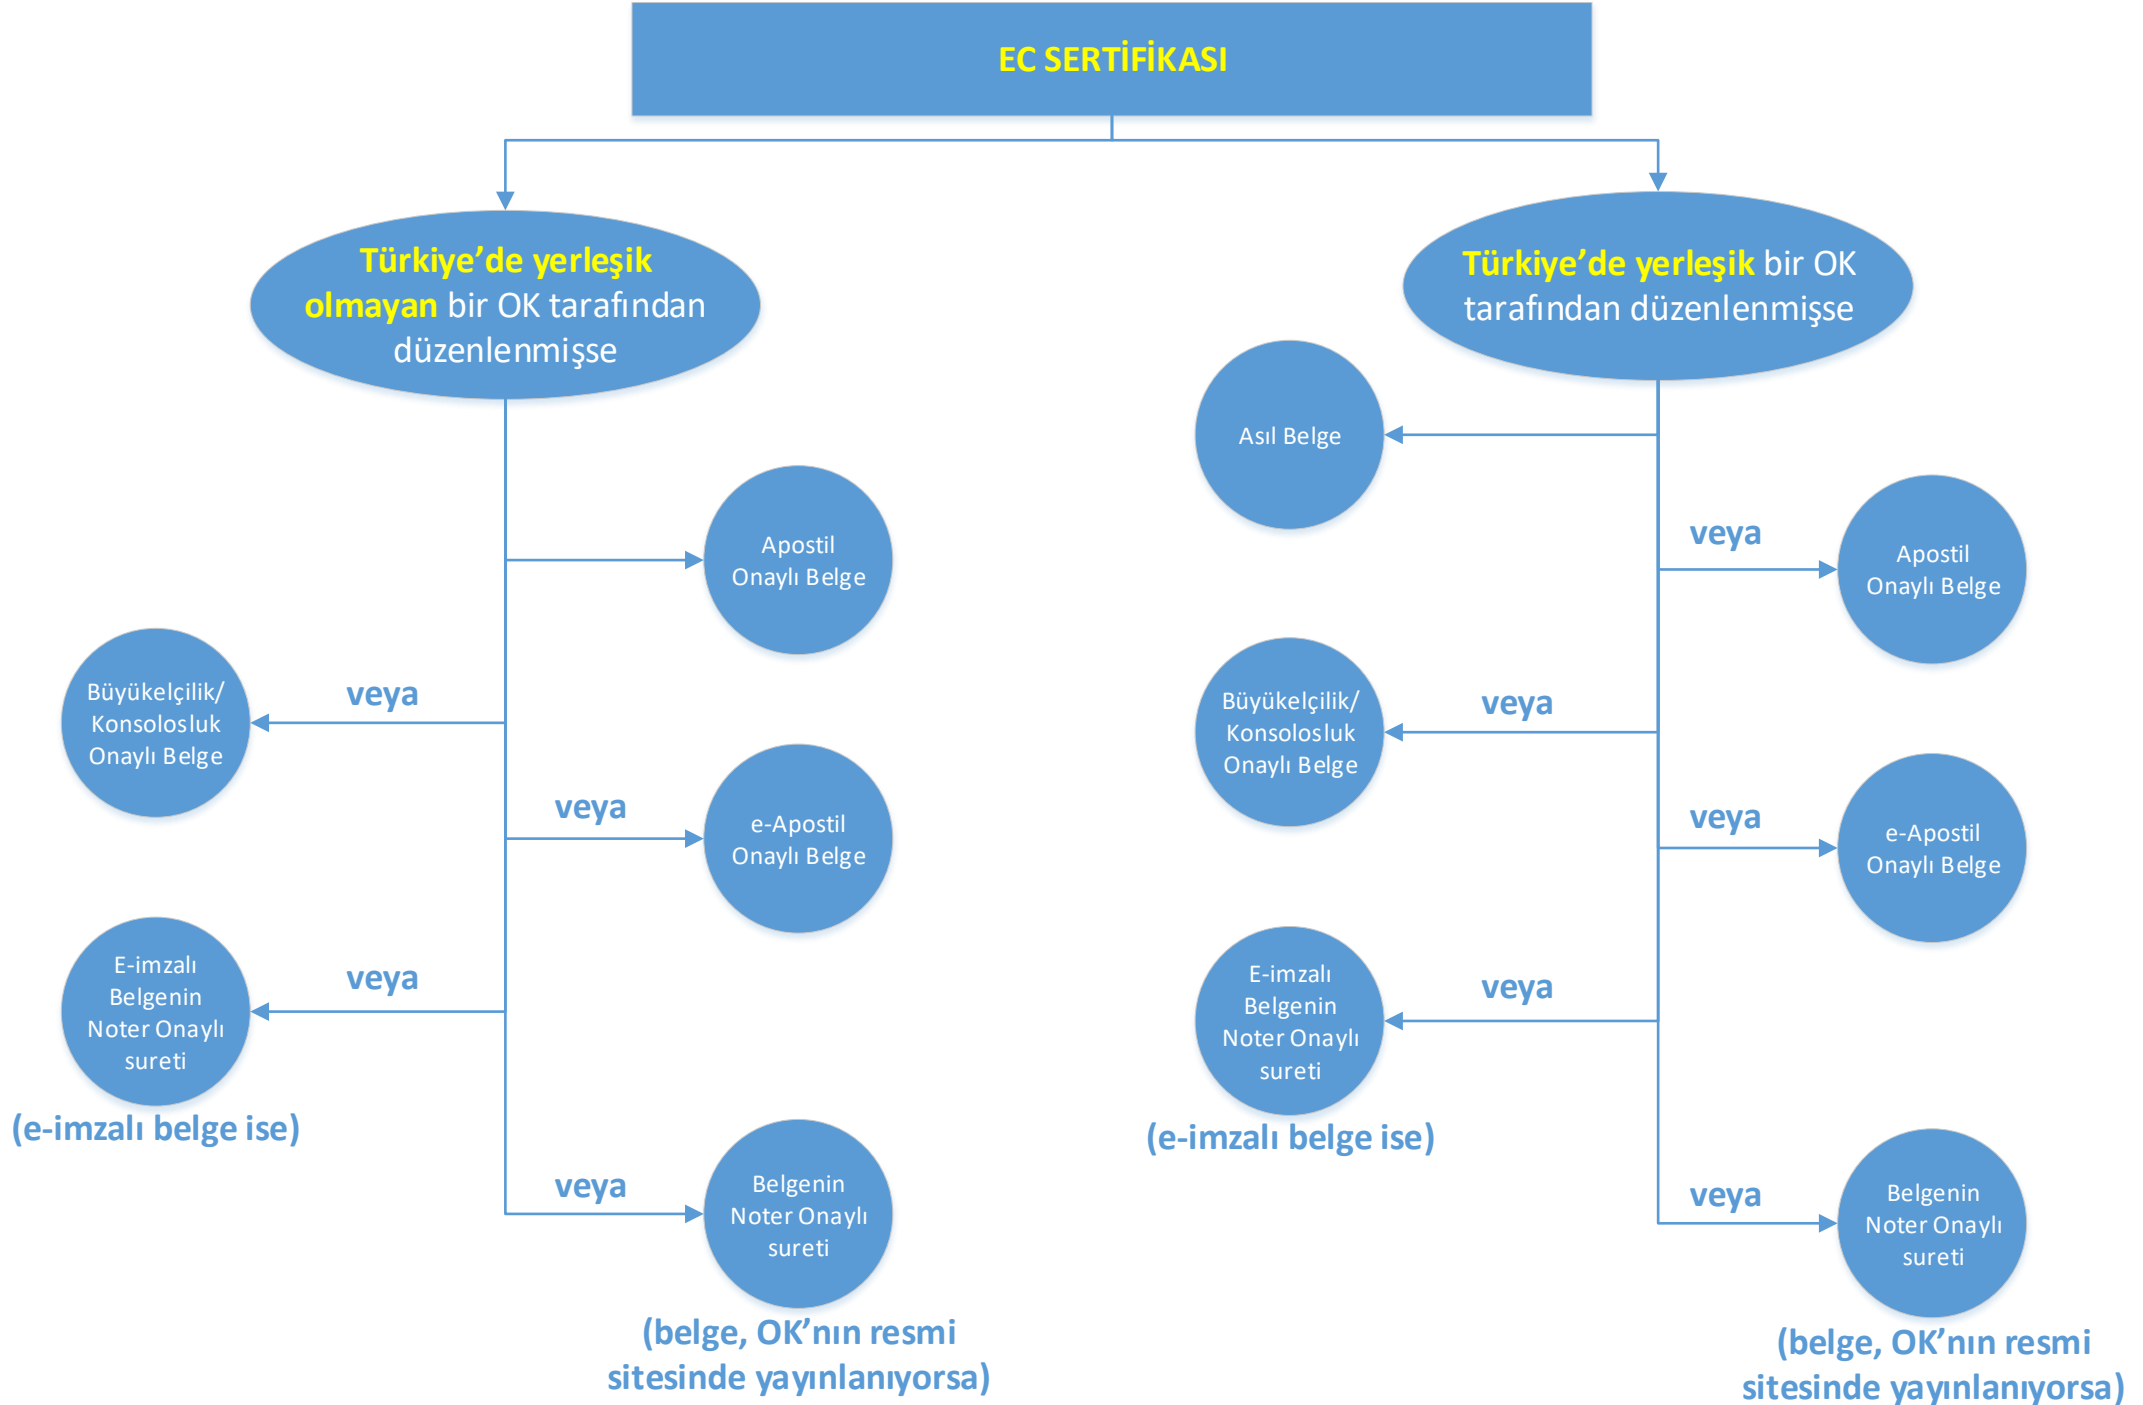 EC SERTİFİKASI
Türkiye’de yerleşik
olmayan bir OK tarafından
düzenlenmişse
Apostil
Onaylı Belge
veya
Büyükelçilik/
Konsolosluk
Onaylı Belge
veya
e-Apostil
Onaylı Belge
veya
E-imzalı
Belgenin
Noter Onaylı
sureti
(e-imzalı belge ise)
veya
Belgenin
Noter Onaylı
sureti
(belge, OK’nın resmi
sitesinde yayınlanıyorsa)
Türkiye’de yerleşik bir OK
tarafından düzenlenmişse
Asıl Belge
veya
Apostil
Onaylı Belge
veya
Büyükelçilik/
Konsolosluk
Onaylı Belge
veya
e-Apostil
Onaylı Belge
veya
E-imzalı
Belgenin
Noter Onaylı
sureti
(e-imzalı belge ise)
veya
Belgenin
Noter Onaylı
sureti
(belge, OK’nın resmi
sitesinde yayınlanıyorsa)